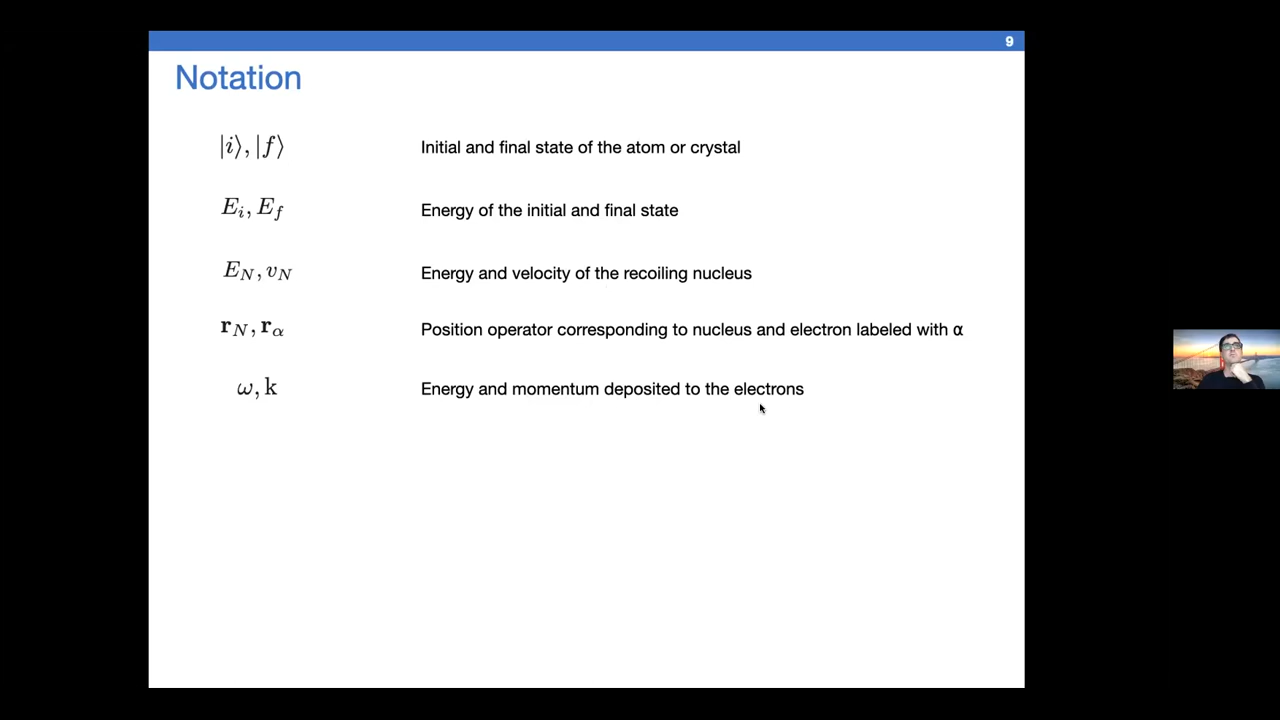 9
Notation
|i⟩, |f⟩ Initial and final state of the atom or crystal
E_i, E_f Energy of the initial and final state
E_N, v_N Energy and velocity of the recoiling nucleus
r_N, r_α Position operator corresponding to nucleus and electron labeled with α
ω, k Energy and momentum deposited to the electrons